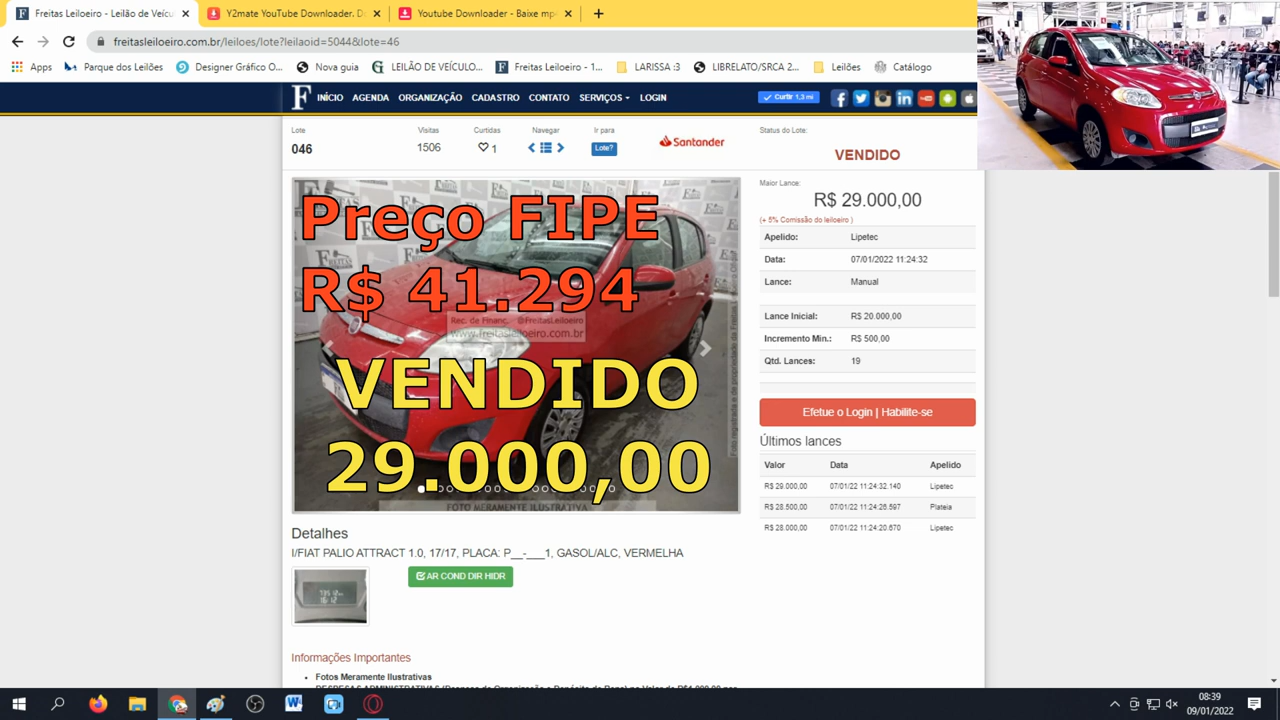 Freitas Leiloeiro - Leilão de Veícu
Y2mate YouTube Downloader. D
Youtube Downloader - Baixe mp
freitasleiloeiro.com.br/leiloes/lote?leilaoid=5044&lote=46
Apps
Parque dos Leilões
Designer Gráfico O...
Nova guia
LEILÃO DE VEÍCULO...
Freitas Leiloeiro - 1...
LARISSA :3
LIBRELATO/SRCA 2...
Leilões
Catálogo
INÍCIO AGENDA ORGANIZAÇÃO CADASTRO CONTATO SERVIÇOS LOGIN
Curtir 1,3 mi
Lote
046
Visitas
1506
Curtidas
1
Navegar
Ir para
Lote?
Santander
Status do Lote:
VENDIDO
Preço FIPE
R$ 41.294
Rec. de Financ. @FreitasLeiloeiro
www.freitasleiloeiro.com.br
VENDIDO
29.000,00
FOTO MERAMENTE ILUSTRATIVA
Maior Lance:
R$ 29.000,00
(+ 5% Comissão do leiloeiro )
Apelido: Lipetec
Data: 07/01/2022 11:24:32
Lance: Manual
Lance Inicial: R$ 20.000,00
Incremento Min.: R$ 500,00
Qtd. Lances: 19
Efetue o Login | Habilite-se
Últimos lances
Valor Data Apelido
R$ 29.000,00 07/01/22 11:24:32.140 Lipetec
R$ 28.500,00 07/01/22 11:24:26.597 Plateia
R$ 28.000,00 07/01/22 11:24:20.670 Lipetec
Detalhes
I/FIAT PALIO ATTRACT 1.0, 17/17, PLACA: P__-___1, GASOL/ALC, VERMELHA
AR COND DIR HIDR
Informações Importantes
Fotos Meramente Ilustrativas
08:39
09/01/2022